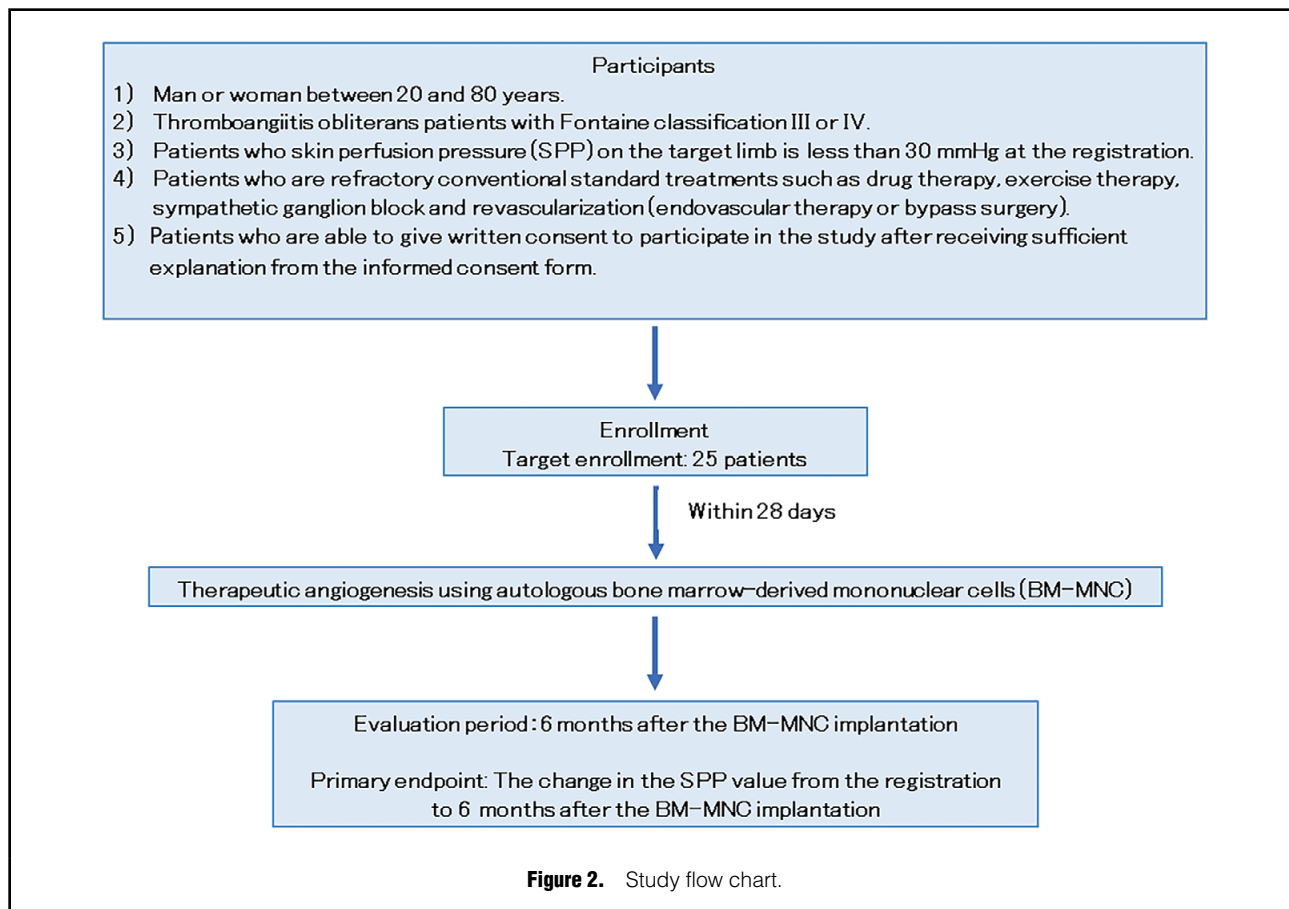 Participants
1) Man or woman between 20 and 80 years.
2) Thromboangiitis obliterans patients with Fontaine classification III or IV.
3) Patients who skin perfusion pressure (SPP) on the target limb is less than 30 mmHg at the registration.
4) Patients who are refractory conventional standard treatments such as drug therapy, exercise therapy,
sympathetic ganglion block and revascularization (endovascular therapy or bypass surgery).
5) Patients who are able to give written consent to participate in the study after receiving sufficient
explanation from the informed consent form.
Enrollment
Target enrollment: 25 patients
Within 28 days
Therapeutic angiogenesis using autologous bone marrow-derived mononuclear cells (BM-MNC)
Evaluation period: 6 months after the BM-MNC implantation
Primary endpoint: The change in the SPP value from the registration
to 6 months after the BM-MNC implantation
Figure 2. Study flow chart.